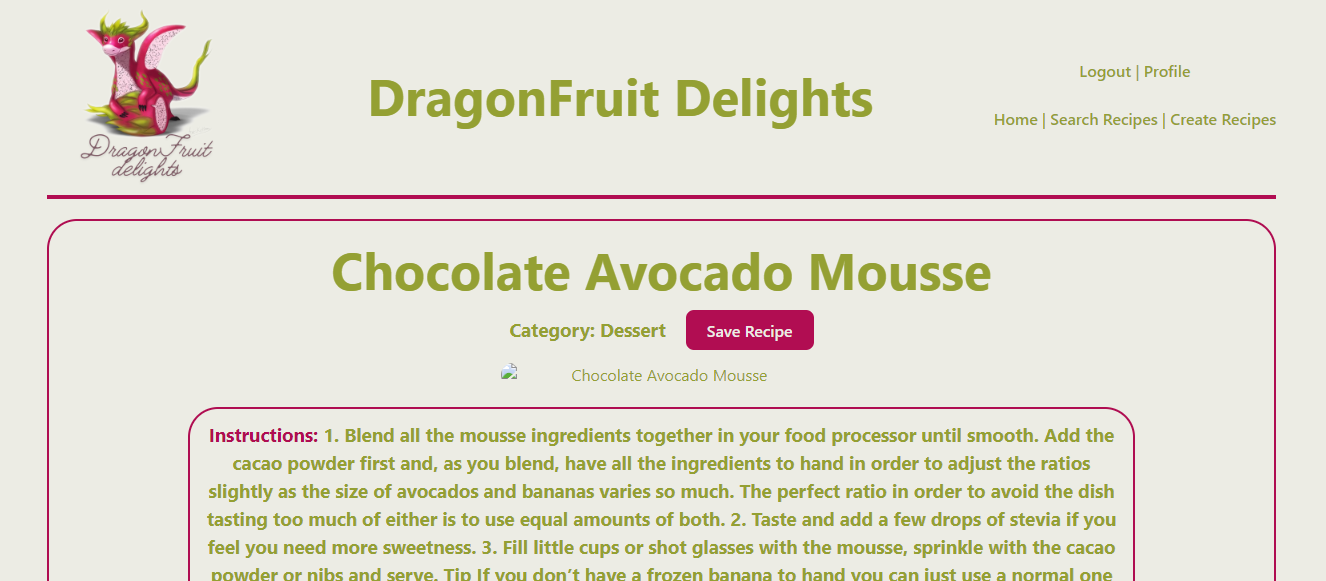 DragonFruit
delights
DragonFruit Delights
Logout | Profile
Home | Search Recipes | Create Recipes
Chocolate Avocado Mousse
Category: Dessert
Save Recipe
Chocolate Avocado Mousse
Instructions: 1. Blend all the mousse ingredients together in your food processor until smooth. Add the
cacao powder first and, as you blend, have all the ingredients to hand in order to adjust the ratios
slightly as the size of avocados and bananas varies so much. The perfect ratio in order to avoid the dish
tasting too much of either is to use equal amounts of both. 2. Taste and add a few drops of stevia if you
feel you need more sweetness. 3. Fill little cups or shot glasses with the mousse, sprinkle with the cacao
powder or nibs and serve. Tip If you don’t have a frozen banana to hand you can just use a normal one